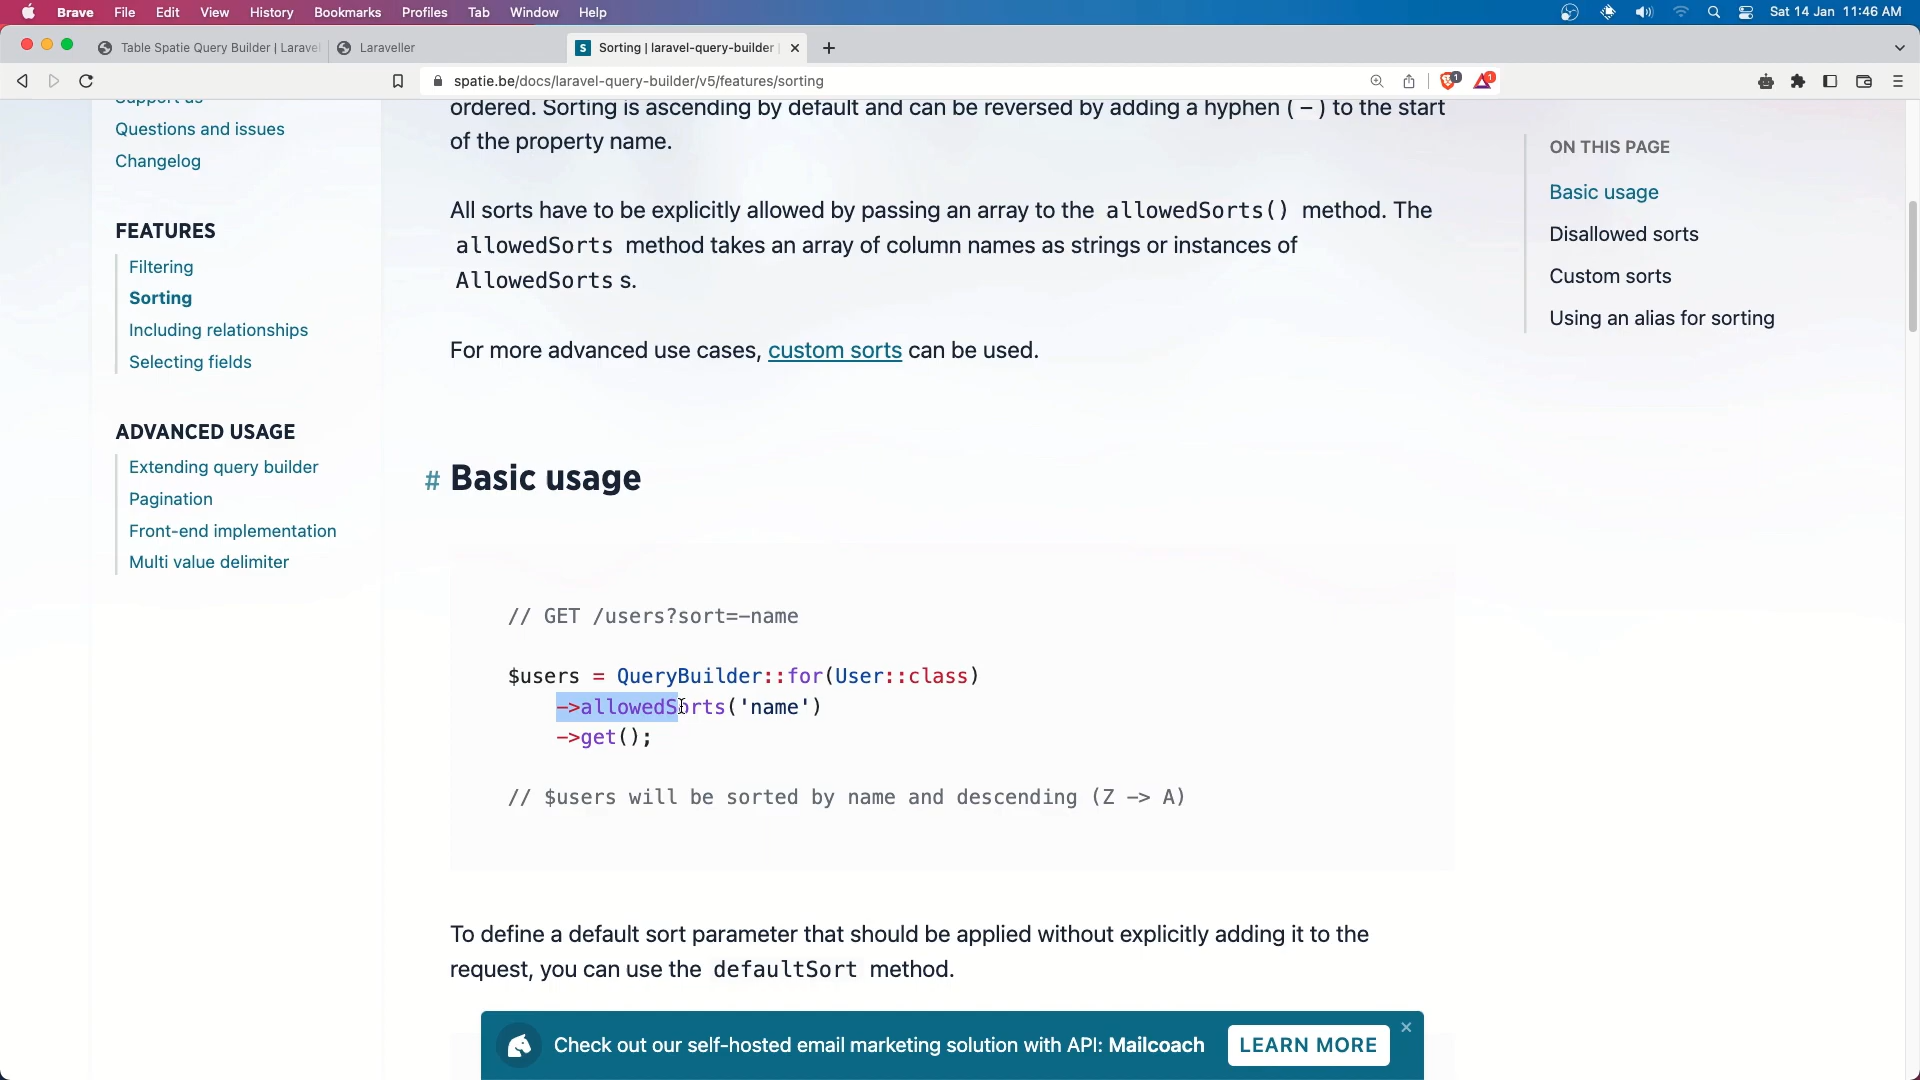 Brave File Edit View History Bookmarks Profiles Tab Window Help Sat 14 Jan 11:46 AM
Table Spatie Query Builder | Laravel Laraveller Sorting | laravel-query-builder |
spatie.be/docs/laravel-query-builder/v5/features/sorting
Support us
Questions and issues
Changelog
FEATURES
Filtering
Sorting
Including relationships
Selecting fields
ADVANCED USAGE
Extending query builder
Pagination
Front-end implementation
Multi value delimiter
ordered. Sorting is ascending by default and can be reversed by adding a hyphen ( - ) to the start
of the property name.
All sorts have to be explicitly allowed by passing an array to the allowedSorts() method. The
allowedSorts method takes an array of column names as strings or instances of
AllowedSorts s.
For more advanced use cases, custom sorts can be used.
# Basic usage
// GET /users?sort=-name
$users = QueryBuilder::for(User::class)
->allowedSorts('name')
->get();
// $users will be sorted by name and descending (Z -> A)
To define a default sort parameter that should be applied without explicitly adding it to the
request, you can use the defaultSort method.
Check out our self-hosted email marketing solution with API: Mailcoach LEARN MORE
ON THIS PAGE
Basic usage
Disallowed sorts
Custom sorts
Using an alias for sorting